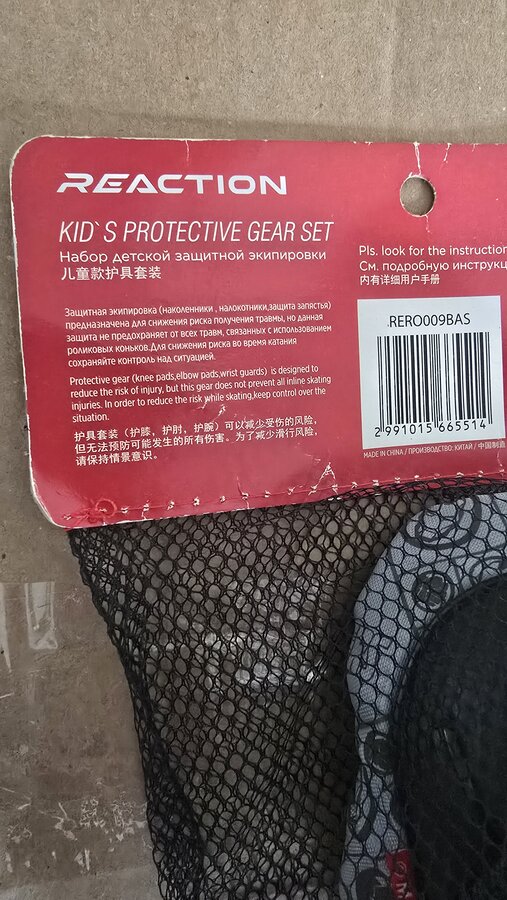 REACTION
KID`S PROTECTIVE GEAR SET
Набор детской защитной экипировки
儿童款护具套装
Защитная экипировка (наколенники , налокотники,защита запястья)
предназначена для снижения риска получения травмы, но данная
защита не предохраняет от всех травм, связанных с использованием
роликовых коньков.Для снижения риска во время катания
сохраняйте контроль над ситуацией.
Protective gear (knee pads,elbow pads,wrist guards) is designed to
reduce the risk of injury, but this gear does not prevent all inline skating
injuries. In order to reduce the risk while skating,keep control over the
situation.
护具套装（护膝、护肘、护腕）可以减少受伤的风险，
但无法预防可能发生的所有伤害。为了减少滑行风险，
请保持情景意识。
Pls. look for the instruction
См. подробную инструкц
内有详细用户手册
RERO009BAS
2 991015 665514
MADE IN CHINA / ПРОИЗВОДСТВО: КИТАЙ / 中国制造